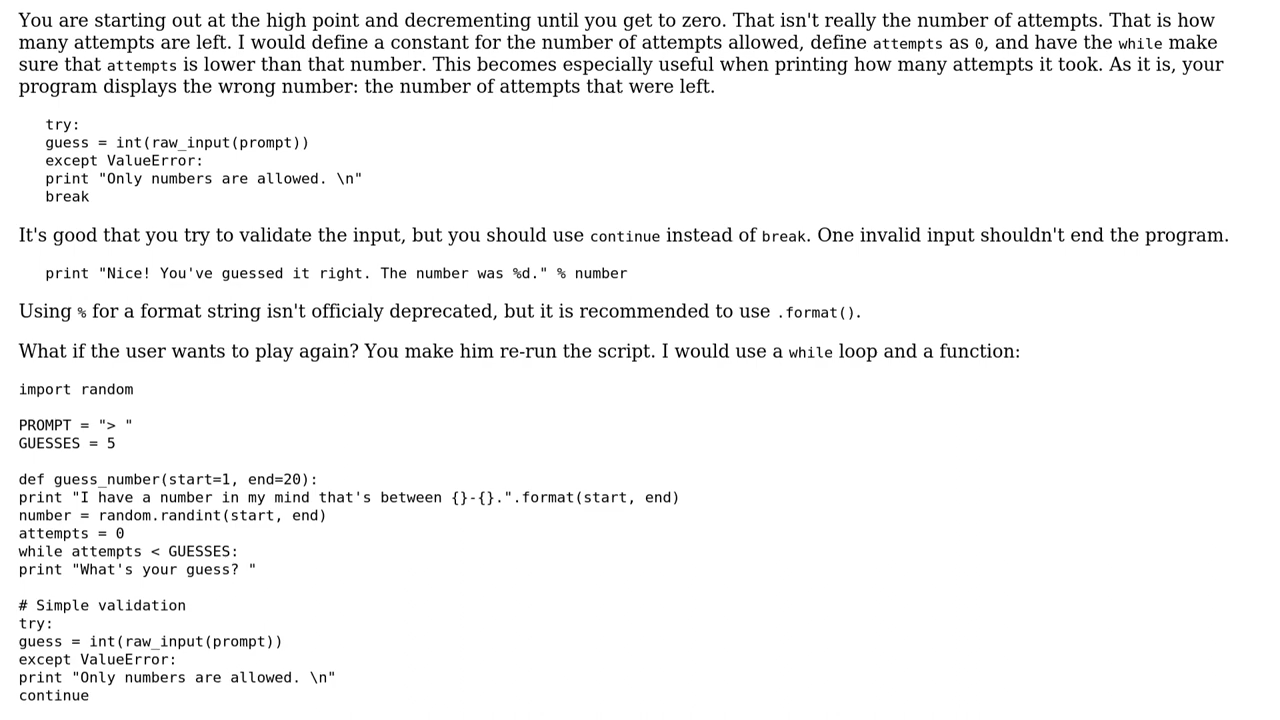 You are starting out at the high point and decrementing until you get to zero. That isn't really the number of attempts. That is how
many attempts are left. I would define a constant for the number of attempts allowed, define attempts as 0, and have the while make
sure that attempts is lower than that number. This becomes especially useful when printing how many attempts it took. As it is, your
program displays the wrong number: the number of attempts that were left.
try:
guess = int(raw_input(prompt))
except ValueError:
print "Only numbers are allowed. \n"
break
It's good that you try to validate the input, but you should use continue instead of break. One invalid input shouldn't end the program.
print "Nice! You've guessed it right. The number was %d." % number
Using % for a format string isn't officialy deprecated, but it is recommended to use .format().
What if the user wants to play again? You make him re-run the script. I would use a while loop and a function:
import random
PROMPT = "> "
GUESSES = 5
def guess_number(start=1, end=20):
print "I have a number in my mind that's between {}-{}.".format(start, end)
number = random.randint(start, end)
attempts = 0
while attempts < GUESSES:
print "What's your guess? "
# Simple validation
try:
guess = int(raw_input(prompt))
except ValueError:
print "Only numbers are allowed. \n"
continue